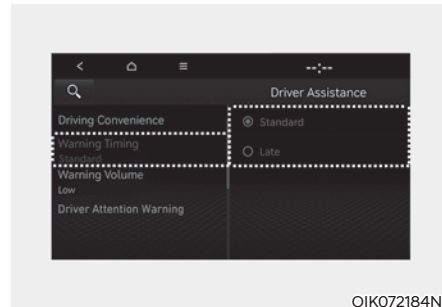 --:--
Driver Assistance
Driving Convenience
Warning Timing
Standard
Warning Volume
Low
Driver Attention Warning
Standard
Late
OIK072184N